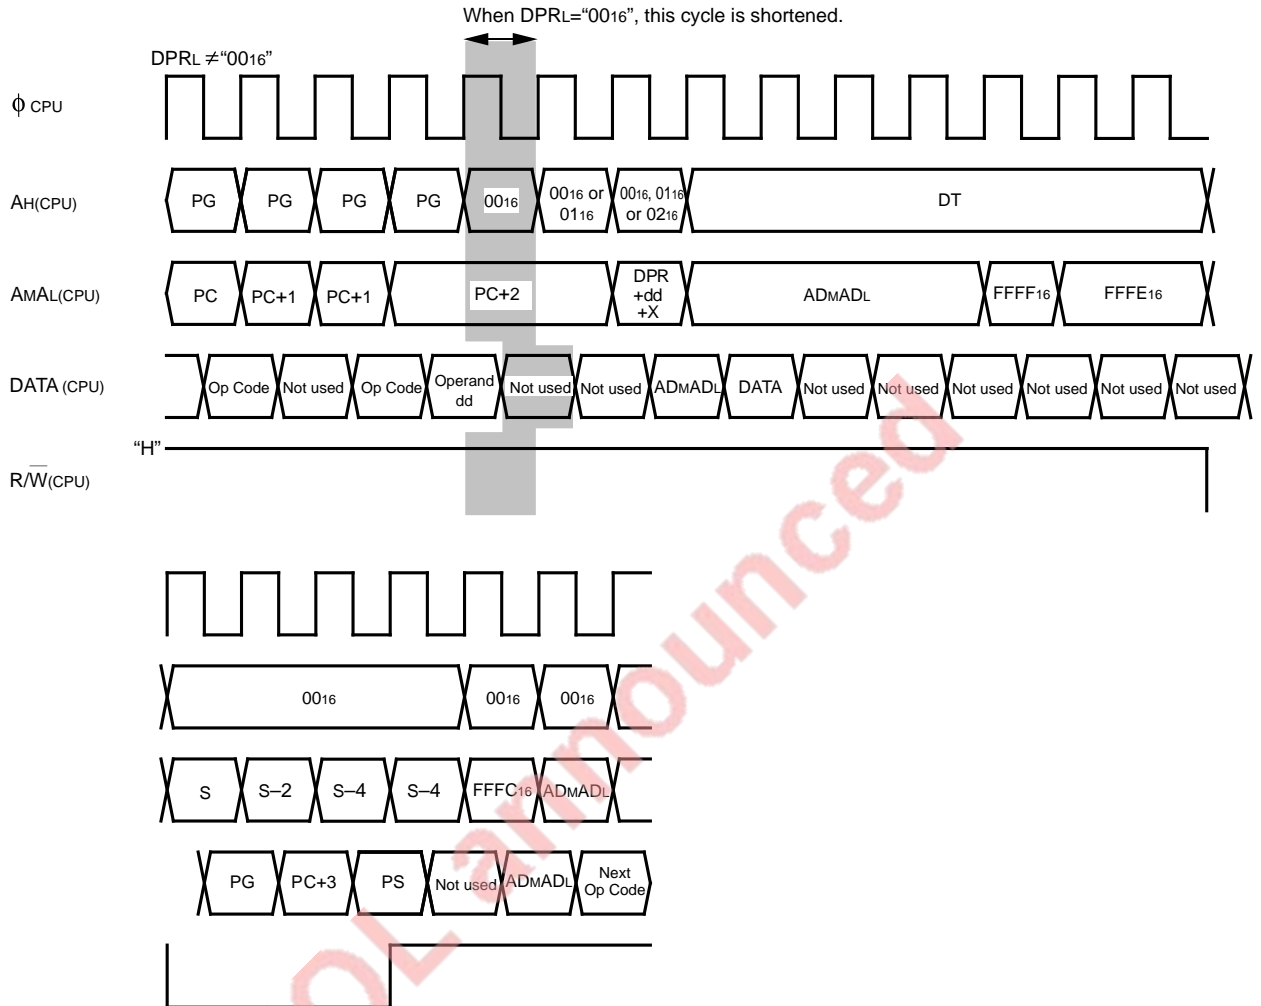 When DPRL="0016", this cycle is shortened.
DPRL ≠"0016"
ϕ CPU
AH(CPU)
PG PG PG PG 0016 0016 or 0116 0016, 0116 or 0216 DT
AMAL(CPU)
PC PC+1 PC+1 PC+2 DPR +dd +X ADMADL FFFF16 FFFE16
DATA (CPU)
Op Code Not used Op Code Operand dd Not used Not used ADMADL DATA Not used Not used Not used Not used Not used Not used
"H"
R/W̅(CPU)
0016 0016 0016
S S–2 S–4 S–4 FFFC16 ADMADL
PG PC+3 PS Not used ADMADL Next Op Code
OL announced